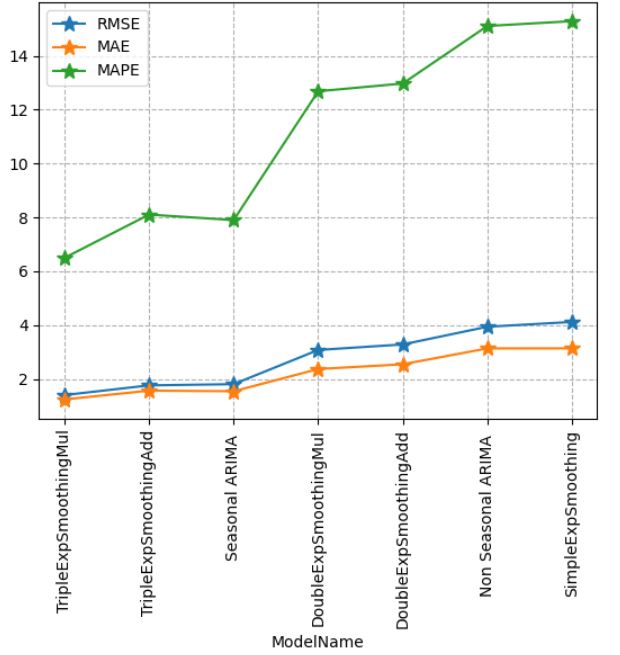 RMSE
MAE
MAPE
14
12
10
8
6
4
2
TripleExpSmoothingMul
TripleExpSmoothingAdd
Seasonal ARIMA
DoubleExpSmoothingMul
DoubleExpSmoothingAdd
Non Seasonal ARIMA
SimpleExpSmoothing
ModelName